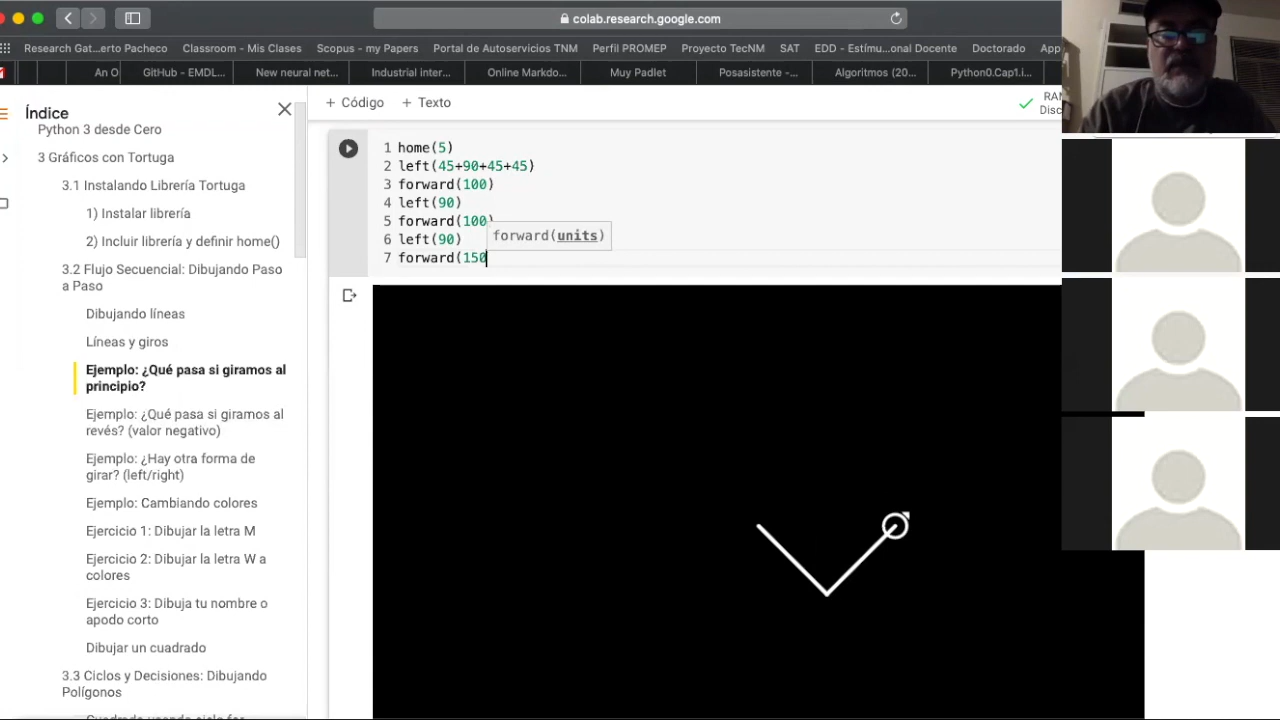 colab.research.google.com
Research Gat...erto Pacheco
Classroom - Mis Clases
Scopus - my Papers
Portal de Autoservicios TNM
Perfil PROMEP
Proyecto TecNM
SAT
EDD - Estímu...onal Docente
Doctorado
App
An O
GitHub - EMDL...
New neural net...
Industrial inter...
Online Markdo...
Muy Padlet
Posasistente -...
Algoritmos (20...
Python0.Cap1.i...
Índice
Python 3 desde Cero
3 Gráficos con Tortuga
3.1 Instalando Librería Tortuga
1) Instalar librería
2) Incluir librería y definir home()
3.2 Flujo Secuencial: Dibujando Paso
a Paso
Dibujando líneas
Líneas y giros
Ejemplo: ¿Qué pasa si giramos al
principio?
Ejemplo: ¿Qué pasa si giramos al
revés? (valor negativo)
Ejemplo: ¿Hay otra forma de
girar? (left/right)
Ejemplo: Cambiando colores
Ejercicio 1: Dibujar la letra M
Ejercicio 2: Dibujar la letra W a
colores
Ejercicio 3: Dibuja tu nombre o
apodo corto
Dibujar un cuadrado
3.3 Ciclos y Decisiones: Dibujando
Polígonos
Cuadrado usando ciclo for
+ Código + Texto
RAM
Disc
1 home(5)
2 left(45+90+45+45)
3 forward(100)
4 left(90)
5 forward(100)
6 left(90)
7 forward(150
forward(units)